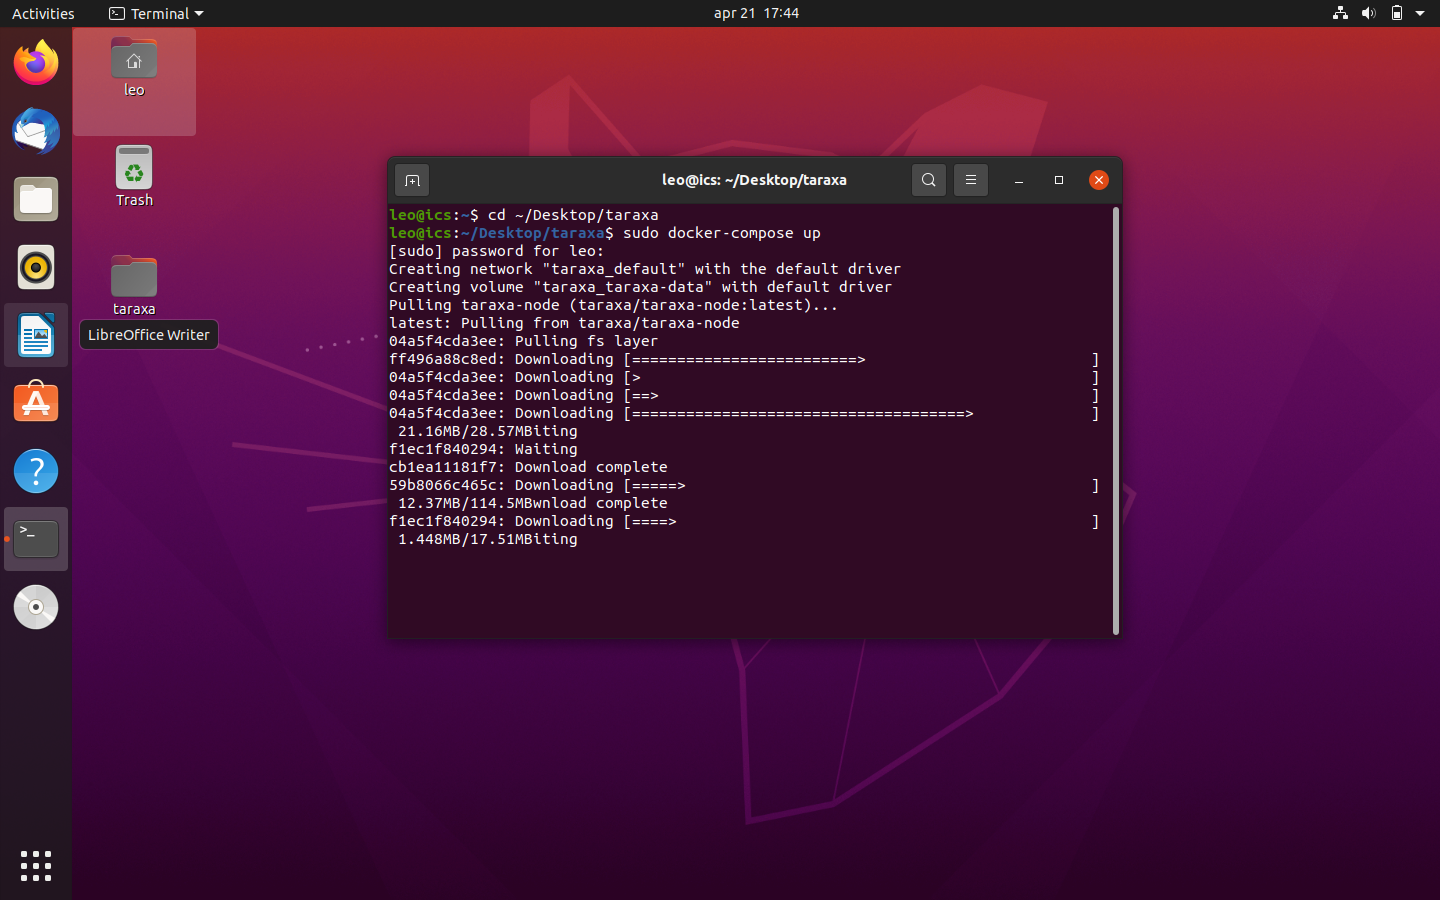 Activities
Terminal
apr 21 17:44
leo
Trash
taraxa
LibreOffice Writer
leo@ics: ~/Desktop/taraxa
leo@ics:~$ cd ~/Desktop/taraxa
leo@ics:~/Desktop/taraxa$ sudo docker-compose up
[sudo] password for leo:
Creating network "taraxa_default" with the default driver
Creating volume "taraxa_taraxa-data" with default driver
Pulling taraxa-node (taraxa/taraxa-node:latest)...
latest: Pulling from taraxa/taraxa-node
04a5f4cda3ee: Pulling fs layer
ff496a88c8ed: Downloading [=========================>                         ]
04a5f4cda3ee: Downloading [>                                                  ]
04a5f4cda3ee: Downloading [==>                                                ]
04a5f4cda3ee: Downloading [=====================================>             ]
 21.16MB/28.57MBiting
f1ec1f840294: Waiting
cb1ea11181f7: Download complete
59b8066c465c: Downloading [=====>                                             ]
 12.37MB/114.5MBwnload complete
f1ec1f840294: Downloading [====>                                              ]
 1.448MB/17.51MBiting